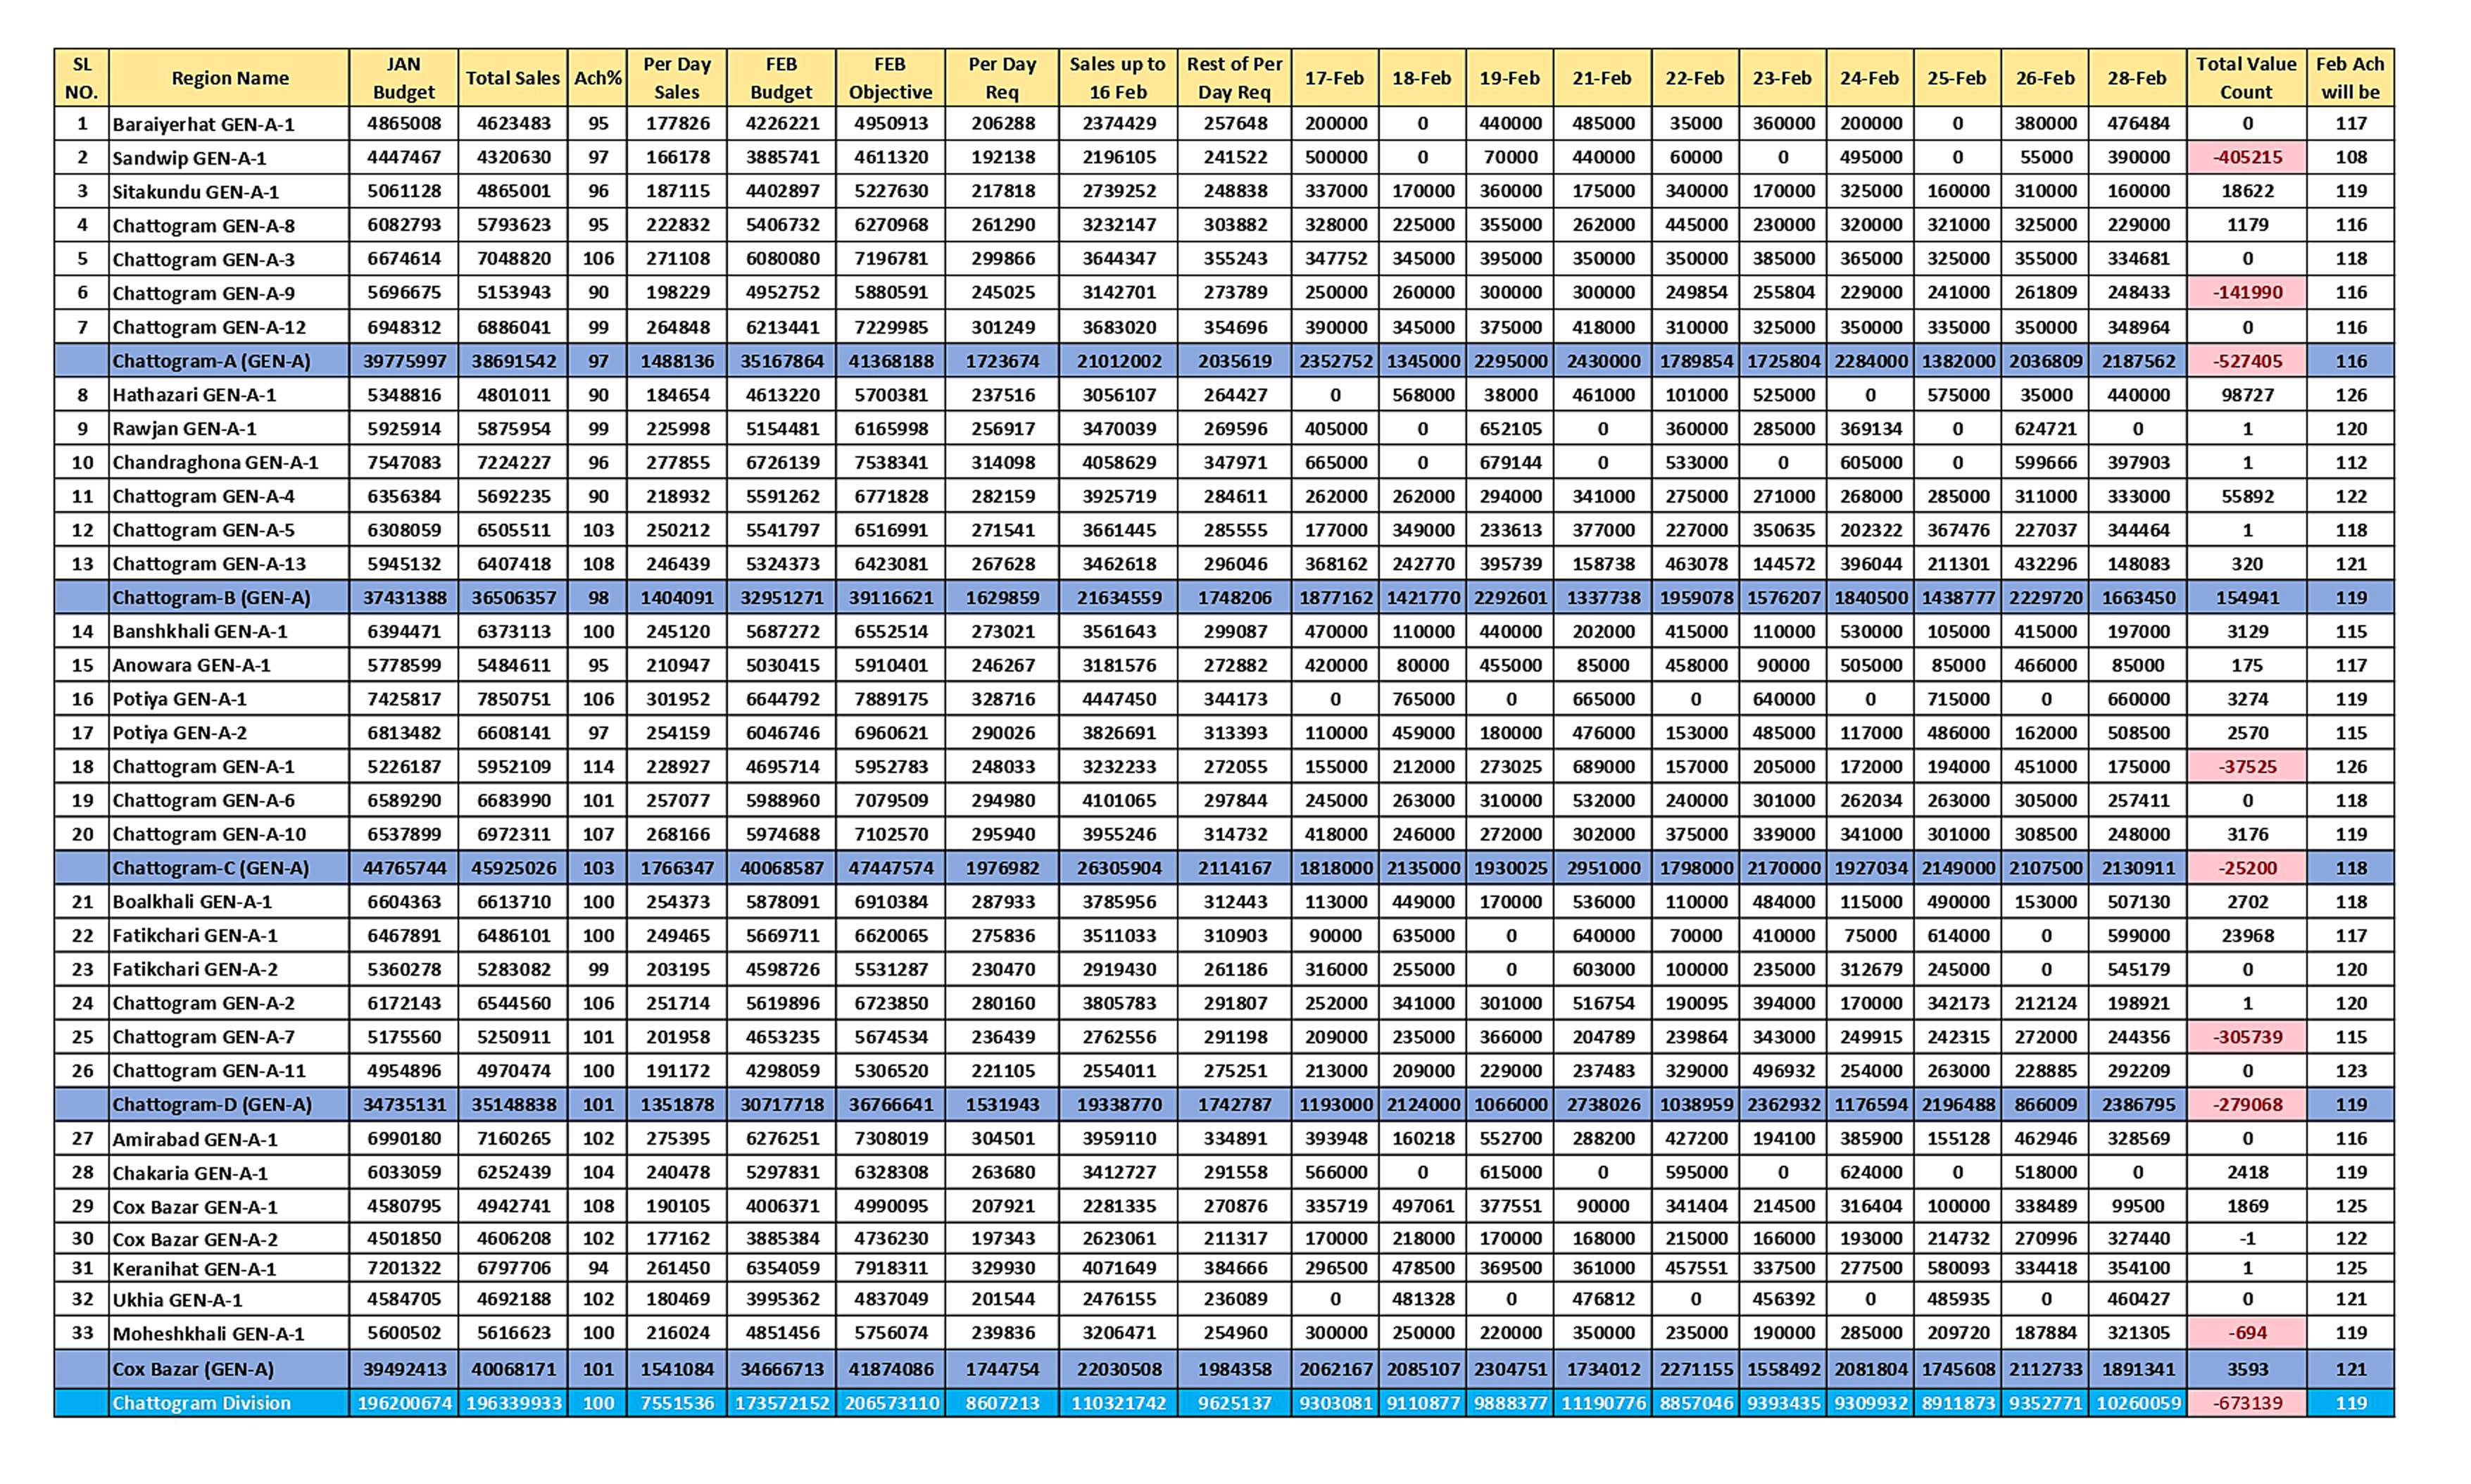 SL NO. Region Name JAN Budget Total Sales Ach% Per Day Sales FEB Budget FEB Objective Per Day Req Sales up to 16 Feb Rest of Per Day Req 17-Feb 18-Feb 19-Feb 21-Feb 22-Feb 23-Feb 24-Feb 25-Feb 26-Feb 28-Feb Total Value Count Feb Ach will be
1 Baraiyerhat GEN-A-1 4865008 4623483 95 177826 4226221 4950913 206288 2374429 257648 200000 0 440000 485000 35000 360000 200000 0 380000 476484 0 117
2 Sandwip GEN-A-1 4447467 4320630 97 166178 3885741 4611320 192138 2196105 241522 500000 0 70000 440000 60000 0 495000 0 55000 390000 -405215 108
3 Sitakundu GEN-A-1 5061128 4865001 96 187115 4402897 5227630 217818 2739252 248838 337000 170000 360000 175000 340000 170000 325000 160000 310000 160000 18622 119
4 Chattogram GEN-A-8 6082793 5793623 95 222832 5406732 6270968 261290 3232147 303882 328000 225000 355000 262000 445000 230000 320000 321000 325000 229000 1179 116
5 Chattogram GEN-A-3 6674614 7048820 106 271108 6080080 7196781 299866 3644347 355243 347752 345000 395000 350000 350000 385000 365000 325000 355000 334681 0 118
6 Chattogram GEN-A-9 5696675 5153943 90 198229 4952752 5880591 245025 3142701 273789 250000 260000 300000 300000 249854 255804 229000 241000 261809 248433 -141990 116
7 Chattogram GEN-A-12 6948312 6886041 99 264848 6213441 7229985 301249 3683020 354696 390000 345000 375000 418000 310000 325000 350000 335000 350000 348964 0 116
Chattogram-A (GEN-A) 39775997 38691542 97 1488136 35167864 41368188 1723674 21012002 2035619 2352752 1345000 2295000 2430000 1789854 1725804 2284000 1382000 2036809 2187562 -527405 116
8 Hathazari GEN-A-1 5348816 4801011 90 184654 4613220 5700381 237516 3056107 264427 0 568000 38000 461000 101000 525000 0 575000 35000 440000 98727 126
9 Rawjan GEN-A-1 5925914 5875954 99 225998 5154481 6165998 256917 3470039 269596 405000 0 652105 0 360000 285000 369134 0 624721 0 1 120
10 Chandraghona GEN-A-1 7547083 7224227 96 277855 6726139 7538341 314098 4058629 347971 665000 0 679144 0 533000 0 605000 0 599666 397903 1 112
11 Chattogram GEN-A-4 6356384 5692235 90 218932 5591262 6771828 282159 3925719 284611 262000 262000 294000 341000 275000 271000 268000 285000 311000 333000 55892 122
12 Chattogram GEN-A-5 6308059 6505511 103 250212 5541797 6516991 271541 3661445 285555 177000 349000 233613 377000 227000 350635 202322 367476 227037 344464 1 118
13 Chattogram GEN-A-13 5945132 6407418 108 246439 5324373 6423081 267628 3462618 296046 368162 242770 395739 158738 463078 144572 396044 211301 432296 148083 320 121
Chattogram-B (GEN-A) 37431388 36506357 98 1404091 32951271 39116621 1629859 21634559 1748206 1877162 1421770 2292601 1337738 1959078 1576207 1840500 1438777 2229720 1663450 154941 119
14 Banshkhali GEN-A-1 6394471 6373113 100 245120 5687272 6552514 273021 3561643 299087 470000 110000 440000 202000 415000 110000 530000 105000 415000 197000 3129 115
15 Anowara GEN-A-1 5778599 5484611 95 210947 5030415 5910401 246267 3181576 272882 420000 80000 455000 85000 458000 90000 505000 85000 466000 85000 175 117
16 Potiya GEN-A-1 7425817 7850751 106 301952 6644792 7889175 328716 4447450 344173 0 765000 0 665000 0 640000 0 715000 0 660000 3274 119
17 Potiya GEN-A-2 6813482 6608141 97 254159 6046746 6960621 290026 3826691 313393 110000 459000 180000 476000 153000 485000 117000 486000 162000 508500 2570 115
18 Chattogram GEN-A-1 5226187 5952109 114 228927 4695714 5952783 248033 3232233 272055 155000 212000 273025 689000 157000 205000 172000 194000 451000 175000 -37525 126
19 Chattogram GEN-A-6 6589290 6683990 101 257077 5988960 7079509 294980 4101065 297844 245000 263000 310000 532000 240000 301000 262034 263000 305000 257411 0 118
20 Chattogram GEN-A-10 6537899 6972311 107 268166 5974688 7102570 295940 3955246 314732 418000 246000 272000 302000 375000 339000 341000 301000 308500 248000 3176 119
Chattogram-C (GEN-A) 44765744 45925026 103 1766347 40068587 47447574 1976982 26305904 2114167 1818000 2135000 1930025 2951000 1798000 2170000 1927034 2149000 2107500 2130911 -25200 118
21 Boalkhali GEN-A-1 6604363 6613710 100 254373 5878091 6910384 287933 3785956 312443 113000 449000 170000 536000 110000 484000 115000 490000 153000 507130 2702 118
22 Fatikchari GEN-A-1 6467891 6486101 100 249465 5669711 6620065 275836 3511033 310903 90000 635000 0 640000 70000 410000 75000 614000 0 599000 23968 117
23 Fatikchari GEN-A-2 5360278 5283082 99 203195 4598726 5531287 230470 2919430 261186 316000 255000 0 603000 100000 235000 312679 245000 0 545179 0 120
24 Chattogram GEN-A-2 6172143 6544560 106 251714 5619896 6723850 280160 3805783 291807 252000 341000 301000 516754 190095 394000 170000 342173 212124 198921 1 120
25 Chattogram GEN-A-7 5175560 5250911 101 201958 4653235 5674534 236439 2762556 291198 209000 235000 366000 204789 239864 343000 249915 242315 272000 244356 -305739 115
26 Chattogram GEN-A-11 4954896 4970474 100 191172 4298059 5306520 221105 2554011 275251 213000 209000 229000 237483 329000 496932 254000 263000 228885 292209 0 123
Chattogram-D (GEN-A) 34735131 35148838 101 1351878 30717718 36766641 1531943 19338770 1742787 1193000 2124000 1066000 2738026 1038959 2362932 1176594 2196488 866009 2386795 -279068 119
27 Amirabad GEN-A-1 6990180 7160265 102 275395 6276251 7308019 304501 3959110 334891 393948 160218 552700 288200 427200 194100 385900 155128 462946 328569 0 116
28 Chakaria GEN-A-1 6033059 6252439 104 240478 5297831 6328308 263680 3412727 291558 566000 0 615000 0 595000 0 624000 0 518000 0 2418 119
29 Cox Bazar GEN-A-1 4580795 4942741 108 190105 4006371 4990095 207921 2281335 270876 335719 497061 377551 90000 341404 214500 316404 100000 338489 99500 1869 125
30 Cox Bazar GEN-A-2 4501850 4606208 102 177162 3885384 4736230 197343 2623061 211317 170000 218000 170000 168000 215000 166000 193000 214732 270996 327440 -1 122
31 Keranihat GEN-A-1 7201322 6797706 94 261450 6354059 7918311 329930 4071649 384666 296500 478500 369500 361000 457551 337500 277500 580093 334418 354100 1 125
32 Ukhia GEN-A-1 4584705 4692188 102 180469 3995362 4837049 201544 2476155 236089 0 481328 0 476812 0 456392 0 485935 0 460427 0 121
33 Moheshkhali GEN-A-1 5600502 5616623 100 216024 4851456 5756074 239836 3206471 254960 300000 250000 220000 350000 235000 190000 285000 209720 187884 321305 -694 119
Cox Bazar (GEN-A) 39492413 40068171 101 1541084 34666713 41874086 1744754 22030508 1984358 2062167 2085107 2304751 1734012 2271155 1558492 2081804 1745608 2112733 1891341 3593 121
Chattogram Division 196200674 196339933 100 7551536 173572152 206573110 8607213 110321742 9625137 9303081 9110877 9888377 11190776 8857046 9393435 9309932 8911873 9352771 10260059 -673139 119